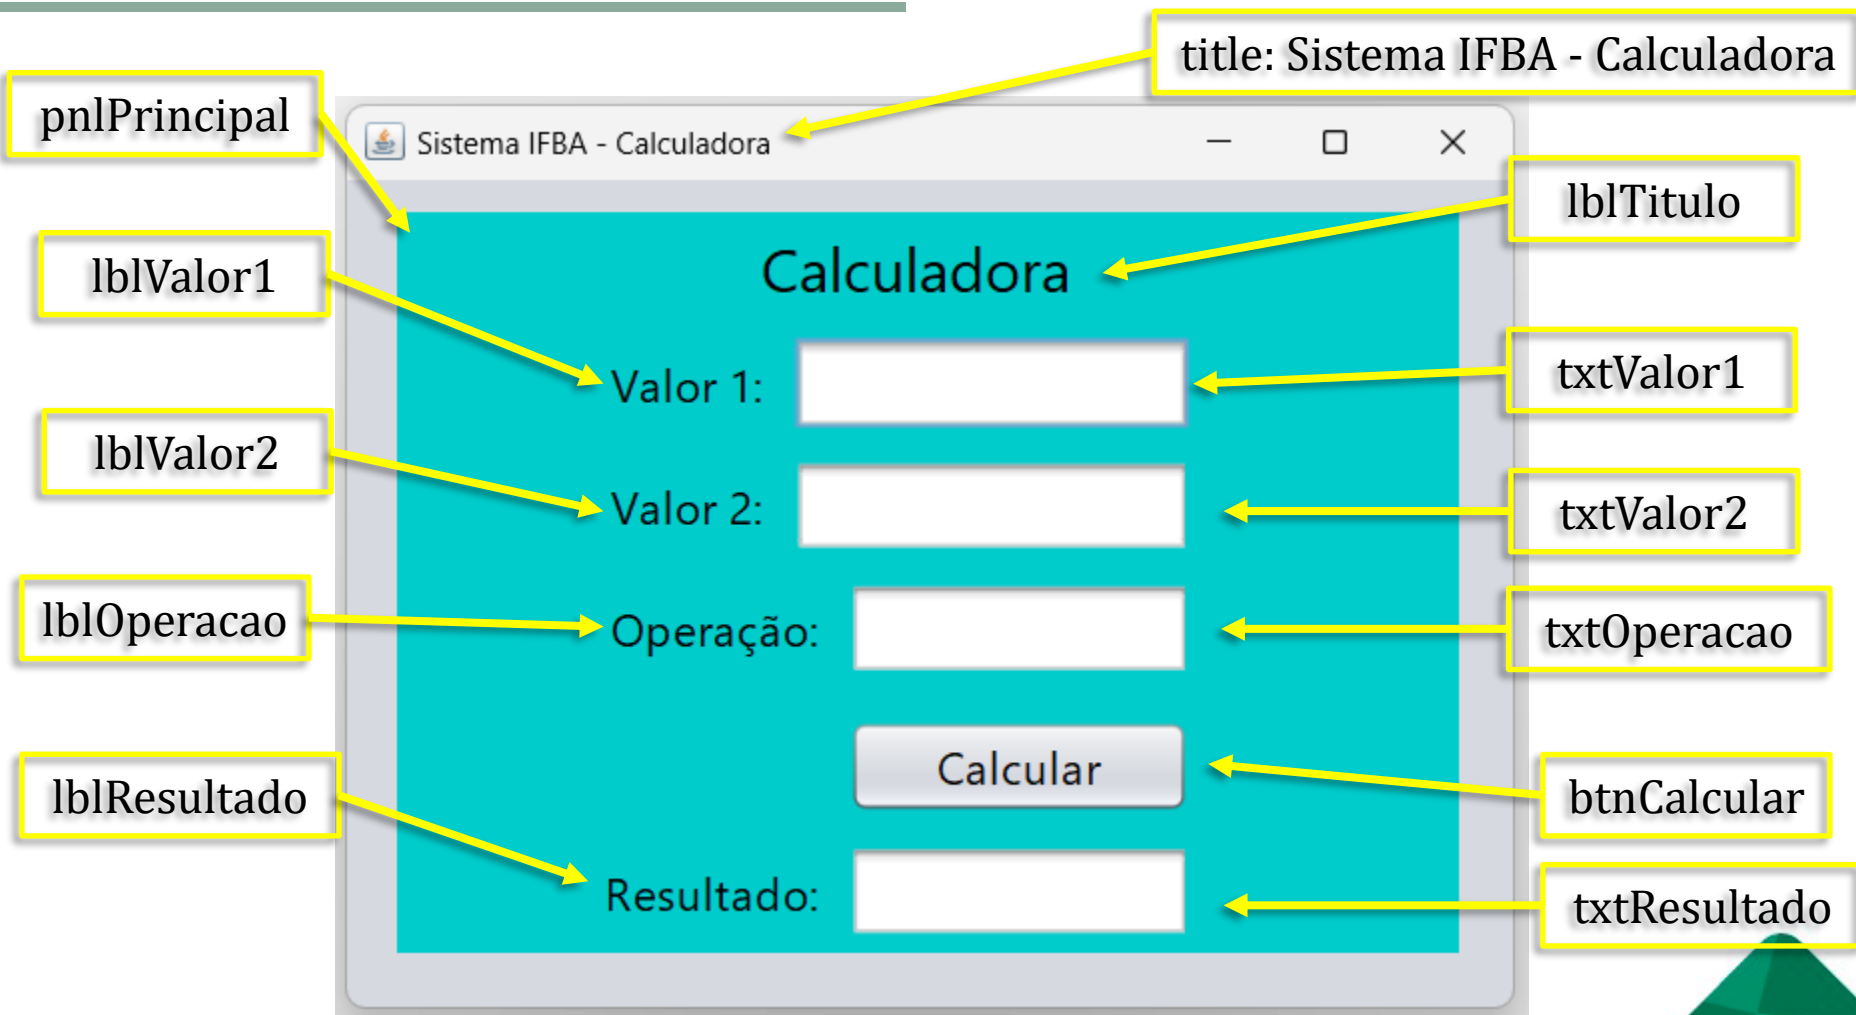 title: Sistema IFBA - Calculadora
pnlPrincipal
Sistema IFBA - Calculadora
lblTitulo
Calculadora
lblValor1
Valor 1:
txtValor1
lblValor2
Valor 2:
txtValor2
lblOperacao
Operação:
txtOperacao
Calcular
btnCalcular
lblResultado
Resultado:
txtResultado